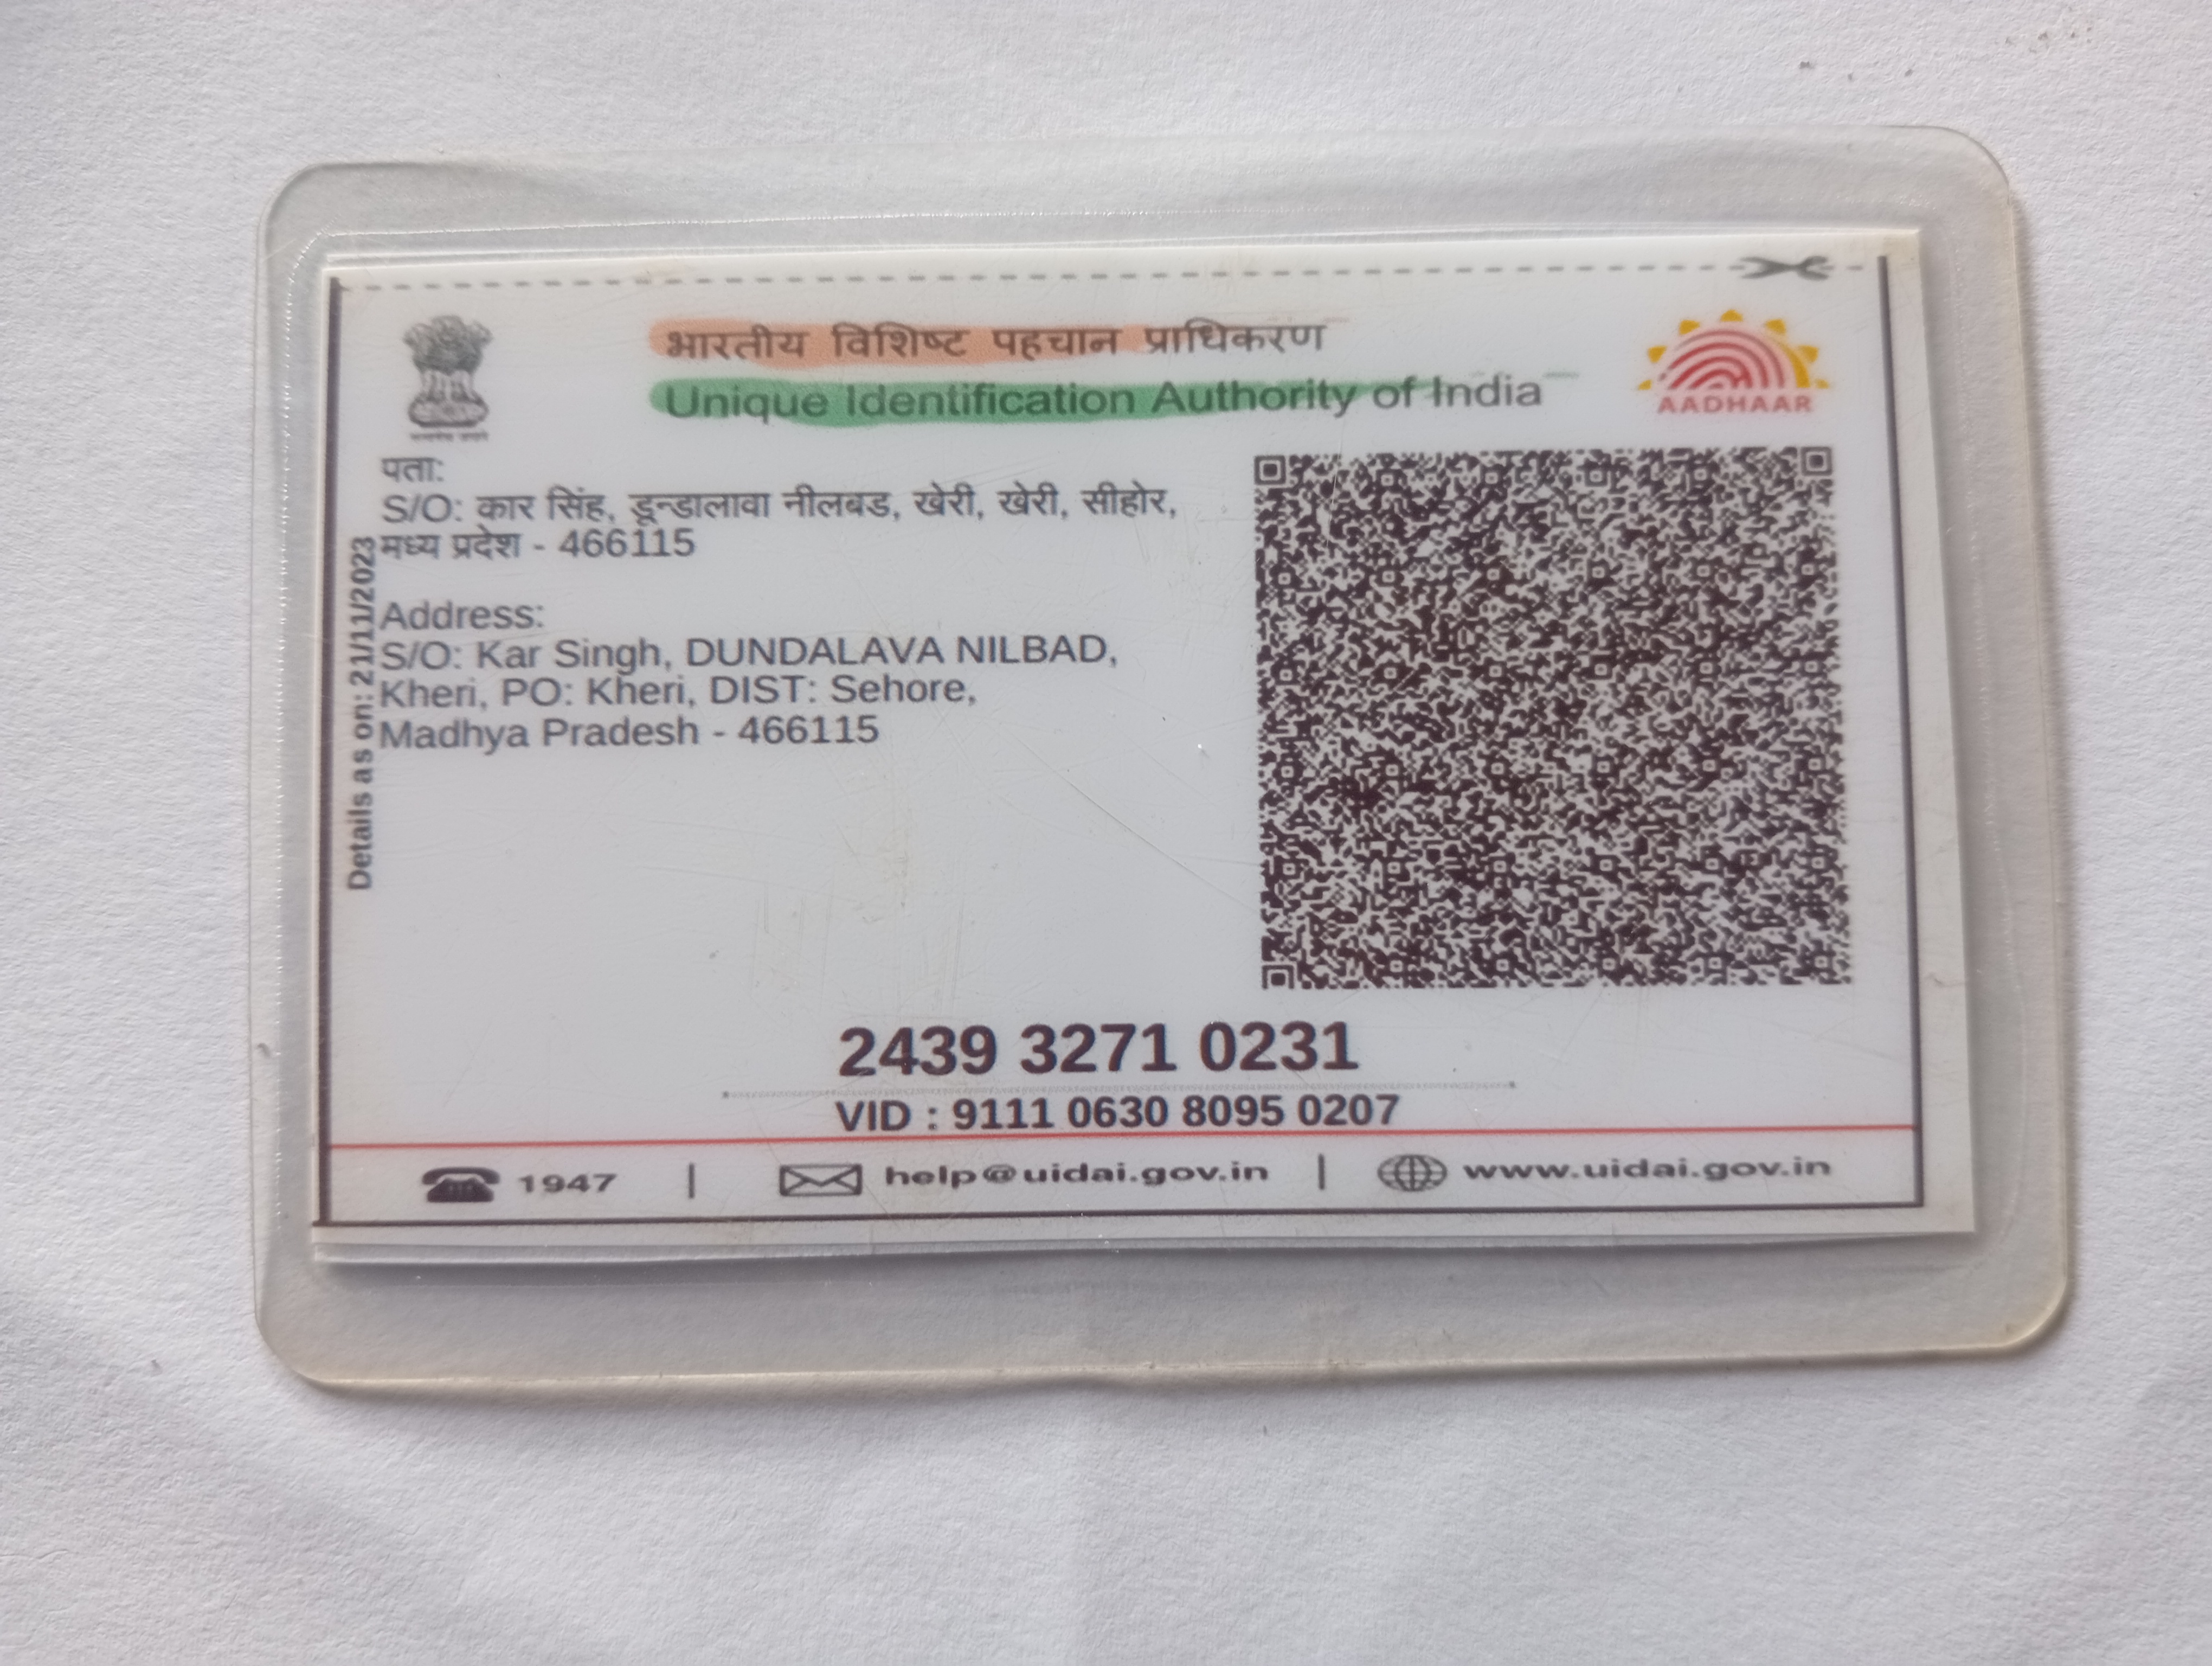 भारतीय विशिष्ट पहचान प्राधिकरण
Unique Identification Authority of India
AADHAAR
पता:
S/O: कार सिंह, डून्डालावा नीलबड, खेरी, खेरी, सीहोर,
मध्य प्रदेश - 466115
Address:
S/O: Kar Singh, DUNDALAVA NILBAD,
Kheri, PO: Kheri, DIST: Sehore,
Madhya Pradesh - 466115
Details as on: 21/11/2023
2439 3271 0231
VID : 9111 0630 8095 0207
1947 | help@uidai.gov.in | www.uidai.gov.in